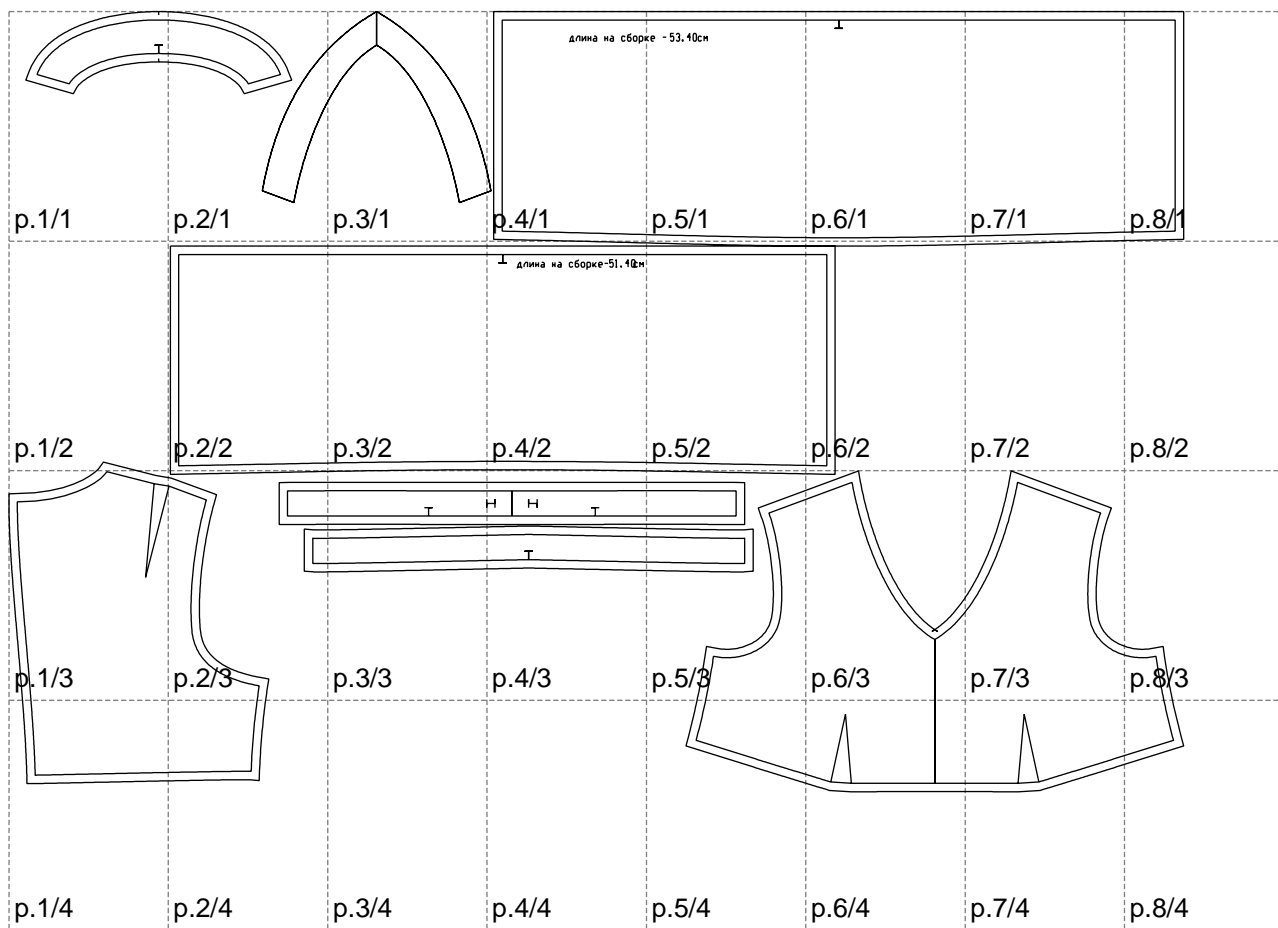 длина на сборке -53.40см
p.1/1 p.2/1 p.3/1 p.4/1 p.5/1 p.6/1 p.7/1 p.8/1
длина на сборке-51.40см
p.1/2 p.2/2 p.3/2 p.4/2 p.5/2 p.6/2 p.7/2 p.8/2
p.1/3 p.2/3 p.3/3 p.4/3 p.5/3 p.6/3 p.7/3 p.8/3
p.1/4 p.2/4 p.3/4 p.4/4 p.5/4 p.6/4 p.7/4 p.8/4